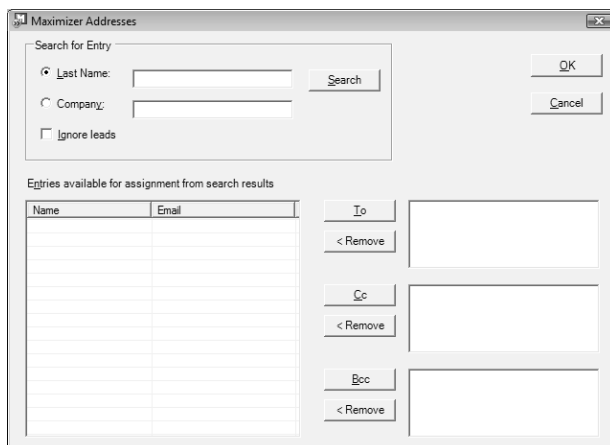 Maximizer Addresses
Search for Entry
Last Name:
Search
OK
Company:
Cancel
Ignore leads
Entries available for assignment from search results
Name Email
To
< Remove
Cc
< Remove
Bcc
< Remove